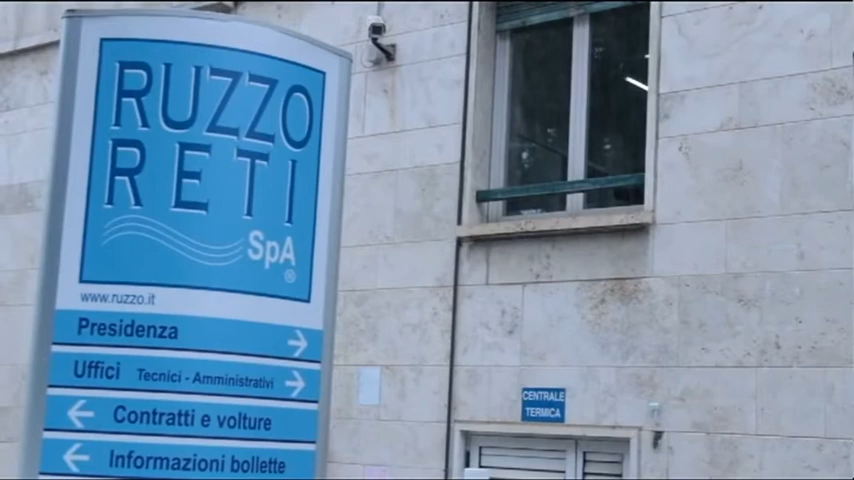 RUZZO
RETI
SpA
®
www.ruzzo.it
Presidenza
Uffici Tecnici - Amministrativi
Contratti e volture
Informazioni bollette
CENTRALE
TERMICA